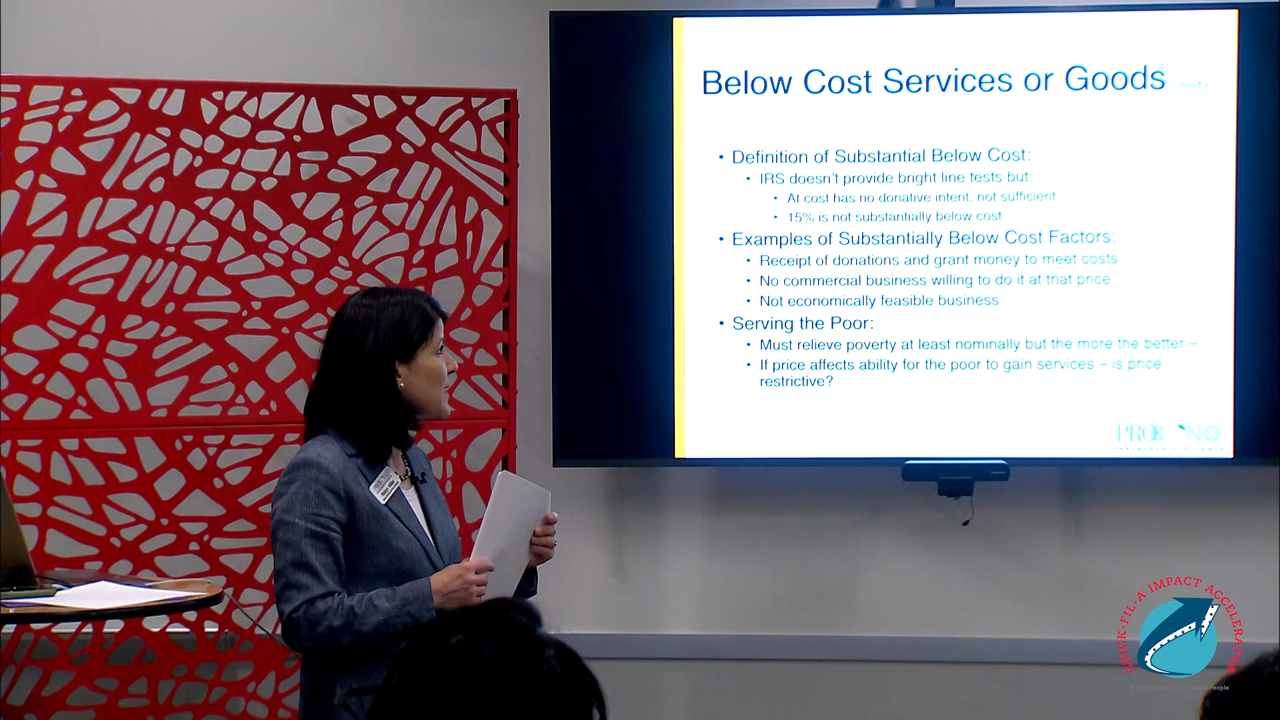 Below Cost Services or Goods (cont.)
• Definition of Substantial Below Cost:
• IRS doesn't provide bright line tests but:
• At cost has no donative intent, not sufficient
• 15% is not substantially below cost
• Examples of Substantially Below Cost Factors:
• Receipt of donations and grant money to meet costs
• No commercial business willing to do it at that price
• Not economically feasible business
• Serving the Poor:
• Must relieve poverty at least nominally but the more the better –
• If price affects ability for the poor to gain services – is price
restrictive?
PRO NO
CHICK-FIL-A IMPACT ACCELERATOR